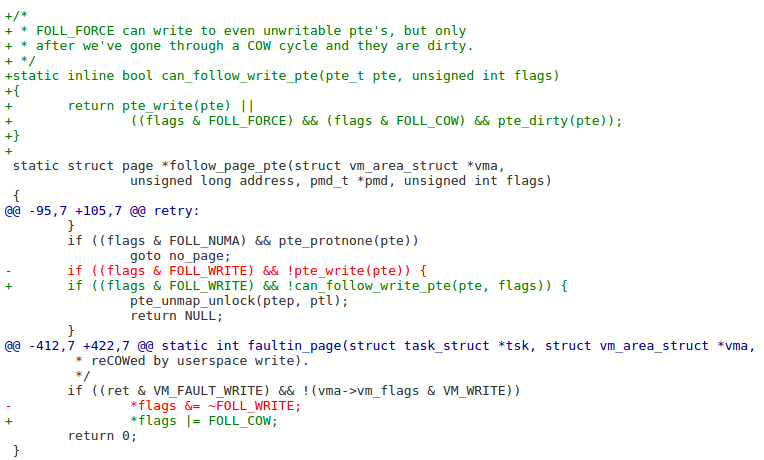 +/*
+ * FOLL_FORCE can write to even unwritable pte's, but only
+ * after we've gone through a COW cycle and they are dirty.
+ */
+static inline bool can_follow_write_pte(pte_t pte, unsigned int flags)
+{
+       return pte_write(pte) ||
+               ((flags & FOLL_FORCE) && (flags & FOLL_COW) && pte_dirty(pte));
+}
+
 static struct page *follow_page_pte(struct vm_area_struct *vma,
                unsigned long address, pmd_t *pmd, unsigned int flags)
 {
@@ -95,7 +105,7 @@ retry:
        }
        if ((flags & FOLL_NUMA) && pte_protnone(pte))
                goto no_page;
-       if ((flags & FOLL_WRITE) && !pte_write(pte)) {
+       if ((flags & FOLL_WRITE) && !can_follow_write_pte(pte, flags)) {
                pte_unmap_unlock(ptep, ptl);
                return NULL;
        }
@@ -412,7 +422,7 @@ static int faultin_page(struct task_struct *tsk, struct vm_area_struct *vma,
         * reCOWed by userspace write).
         */
        if ((ret & VM_FAULT_WRITE) && !(vma->vm_flags & VM_WRITE))
-               *flags &= ~FOLL_WRITE;
+               *flags |= FOLL_COW;
        return 0;
 }